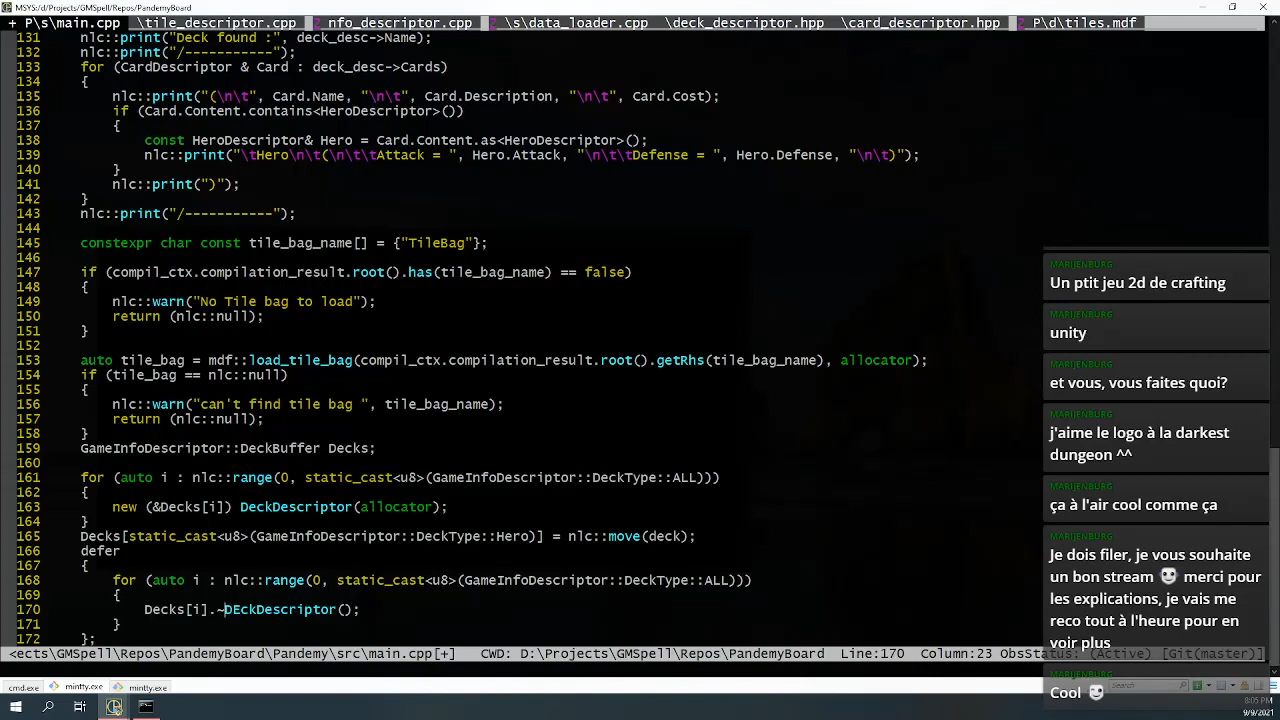 MSYS:/d/Projects/GMSpell/Repos/PandemyBoard
+ P\s\main.cpp \tile_descriptor.cpp nfo_descriptor.cpp \s\data_loader.cpp \deck_descriptor.hpp \card_descriptor.hpp P\d\tiles.mdf
131 nlc::print("Deck found :", deck_desc->Name);
132 nlc::print("/-----------");
133 for (CardDescriptor & Card : deck_desc->Cards)
134 {
135 nlc::print("(\n\t", Card.Name, "\n\t", Card.Description, "\n\t", Card.Cost);
136 if (Card.Content.contains<HeroDescriptor>())
137 {
138 const HeroDescriptor& Hero = Card.Content.as<HeroDescriptor>();
139 nlc::print("\tHero\n\t(\n\t\tAttack = ", Hero.Attack, "\n\t\tDefense = ", Hero.Defense, "\n\t)");
140 }
141 nlc::print(")");
142 }
143 nlc::print("/-----------");
144
145 constexpr char const tile_bag_name[] = {"TileBag"};
146
147 if (compil_ctx.compilation_result.root().has(tile_bag_name) == false)
148 {
149 nlc::warn("No Tile bag to load");
150 return (nlc::null);
151 }
152
153 auto tile_bag = mdf::load_tile_bag(compil_ctx.compilation_result.root().getRhs(tile_bag_name), allocator);
154 if (tile_bag == nlc::null)
155 {
156 nlc::warn("can't find tile bag ", tile_bag_name);
157 return (nlc::null);
158 }
159 GameInfoDescriptor::DeckBuffer Decks;
160
161 for (auto i : nlc::range(0, static_cast<u8>(GameInfoDescriptor::DeckType::ALL)))
162 {
163 new (&Decks[i]) DeckDescriptor(allocator);
164 }
165 Decks[static_cast<u8>(GameInfoDescriptor::DeckType::Hero)] = nlc::move(deck);
166 defer
167 {
168 for (auto i : nlc::range(0, static_cast<u8>(GameInfoDescriptor::DeckType::ALL)))
169 {
170 Decks[i].~DEckDescriptor();
171 }
172 };
<ects\GMSpell\Repos\PandemyBoard\Pandemy\src\main.cpp[+] CWD: D:\Projects\GMSpell\Repos\PandemyBoard Line:170 Column:23 ObsStatus: (Active) [Git(master)]
MARIJENBURG
Un ptit jeu 2d de crafting
MARIJENBURG
unity
MARIJENBURG
et vous, vous faites quoi?
MARIJENBURG
j'aime le logo à la darkest
dungeon ^^
MARIJENBURG
ça à l'air cool comme ça
MARIJENBURG
Je dois filer, je vous souhaite
un bon stream merci pour
les explications, je vais me
reco tout à l'heure pour en
voir plus
MARIJENBURG
Cool
cmd.exe mintty.exe mintty.exe Search
8:05 PM
9/9/2021